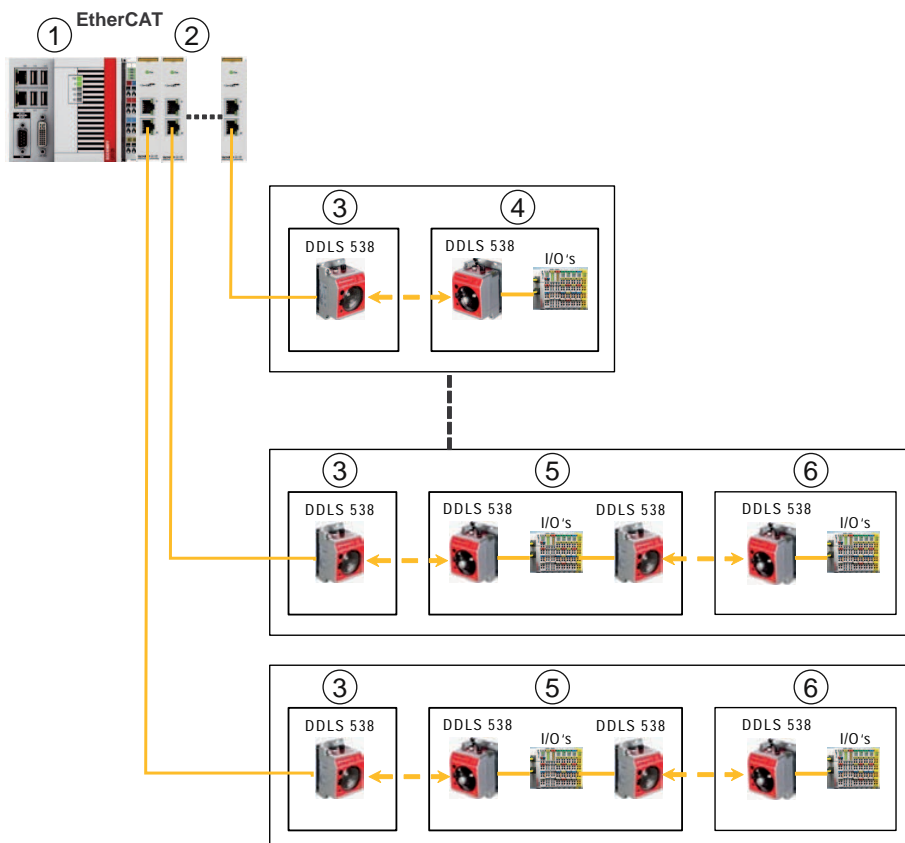 EtherCAT
1 2
3 4
DDLS 538 DDLS 538
I/O's
3 5 6
DDLS 538 DDLS 538 DDLS 538 DDLS 538
I/O's I/O's
3 5 6
DDLS 538 DDLS 538 DDLS 538 DDLS 538
I/O's I/O's